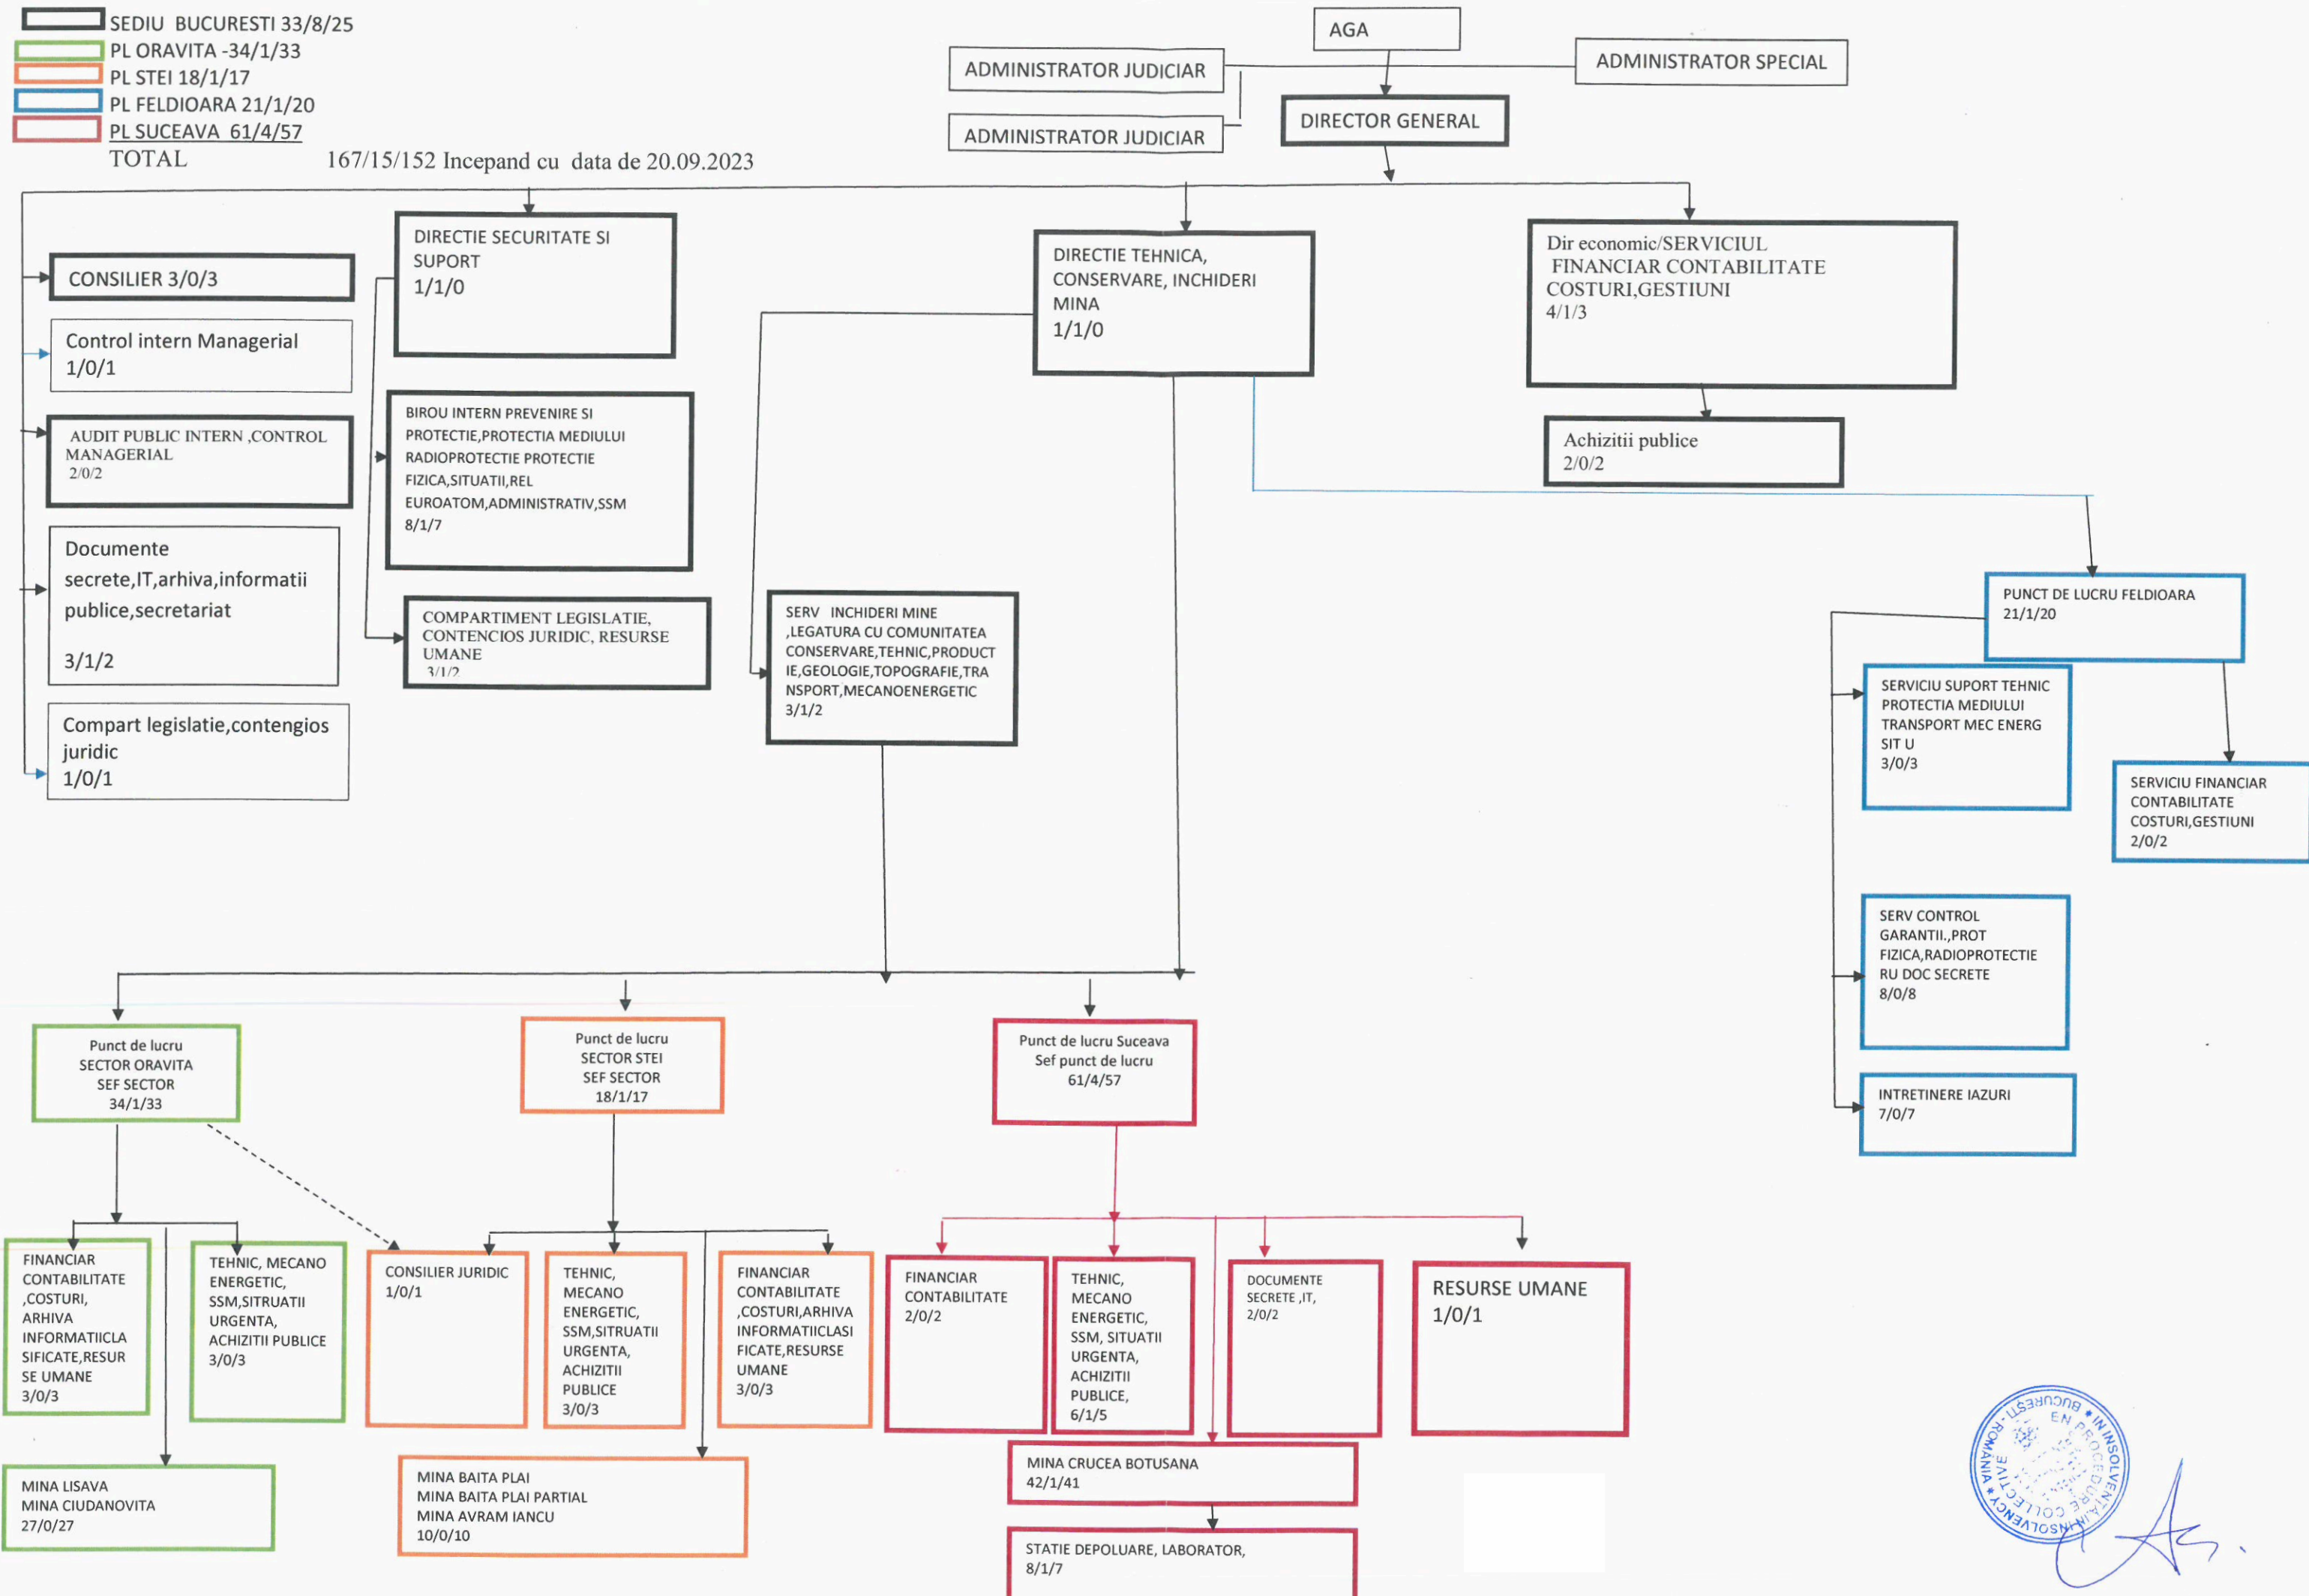 SEDIU BUCURESTI 33/8/25
PL ORAVITA -34/1/33
PL STEI 18/1/17
PL FELDIOARA 21/1/20
PL SUCEAVA 61/4/57
TOTAL 167/15/152 Incepand cu data de 20.09.2023
AGA
ADMINISTRATOR JUDICIAR
ADMINISTRATOR SPECIAL
ADMINISTRATOR JUDICIAR
DIRECTOR GENERAL
CONSILIER 3/0/3
Control intern Managerial
1/0/1
AUDIT PUBLIC INTERN ,CONTROL
MANAGERIAL
2/0/2
Documente
secrete,IT,arhiva,informatii
publice,secretariat
3/1/2
Compart legislatie,contengios
juridic
1/0/1
DIRECTIE SECURITATE SI
SUPORT
1/1/0
BIROU INTERN PREVENIRE SI
PROTECTIE,PROTECTIA MEDIULUI
RADIOPROTECTIE PROTECTIE
FIZICA,SITUATII,REL
EUROATOM,ADMINISTRATIV,SSM
8/1/7
COMPARTIMENT LEGISLATIE,
CONTENCIOS JURIDIC, RESURSE
UMANE
3/1/2
DIRECTIE TEHNICA,
CONSERVARE, INCHIDERI
MINA
1/1/0
SERV INCHIDERI MINE
,LEGATURA CU COMUNITATEA
CONSERVARE,TEHNIC,PRODUCT
IE,GEOLOGIE,TOPOGRAFIE,TRA
NSPORT,MECANOENERGETIC
3/1/2
Dir economic/SERVICIUL
FINANCIAR CONTABILITATE
COSTURI,GESTIUNI
4/1/3
Achizitii publice
2/0/2
PUNCT DE LUCRU FELDIOARA
21/1/20
SERVICIU SUPORT TEHNIC
PROTECTIA MEDIULUI
TRANSPORT MEC ENERG
SIT U
3/0/3
SERVICIU FINANCIAR
CONTABILITATE
COSTURI,GESTIUNI
2/0/2
SERV CONTROL
GARANTII.,PROT
FIZICA,RADIOPROTECTIE
RU DOC SECRETE
8/0/8
INTRETINERE IAZURI
7/0/7
Punct de lucru
SECTOR ORAVITA
SEF SECTOR
34/1/33
Punct de lucru
SECTOR STEI
SEF SECTOR
18/1/17
Punct de lucru Suceava
Sef punct de lucru
61/4/57
FINANCIAR
CONTABILITATE
,COSTURI,
ARHIVA
INFORMATIICLA
SIFICATE,RESUR
SE UMANE
3/0/3
TEHNIC, MECANO
ENERGETIC,
SSM,SITRUATII
URGENTA,
ACHIZITII PUBLICE
3/0/3
CONSILIER JURIDIC
1/0/1
TEHNIC,
MECANO
ENERGETIC,
SSM,SITRUATII
URGENTA,
ACHIZITII
PUBLICE
3/0/3
FINANCIAR
CONTABILITATE
,COSTURI,ARHIVA
INFORMATIICLASI
FICATE,RESURSE
UMANE
3/0/3
FINANCIAR
CONTABILITATE
2/0/2
TEHNIC,
MECANO
ENERGETIC,
SSM, SITUATII
URGENTA,
ACHIZITII
PUBLICE,
6/1/5
DOCUMENTE
SECRETE ,IT,
2/0/2
RESURSE UMANE
1/0/1
MINA LISAVA
MINA CIUDANOVITA
27/0/27
MINA BAITA PLAI
MINA BAITA PLAI PARTIAL
MINA AVRAM IANCU
10/0/10
MINA CRUCEA BOTUSANA
42/1/41
STATIE DEPOLUARE, LABORATOR,
8/1/7
BUCUREŞTI - ROMÂNIA * IN INSOLVENŢA, IN INSOLVENCY *
EN PROCEDURE COLLECTIVE